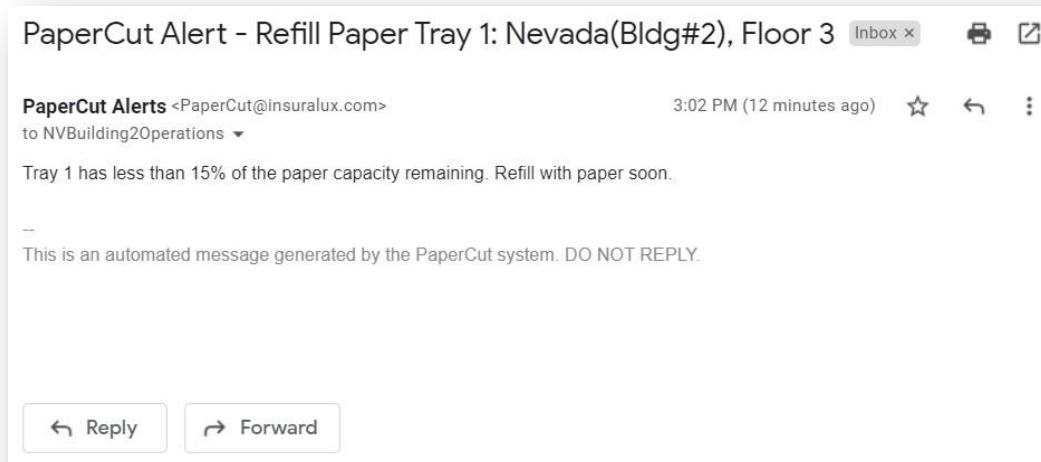 PaperCut Alert - Refill Paper Tray 1: Nevada(Bldg#2), Floor 3 Inbox ×
PaperCut Alerts <PaperCut@insuralux.com> 3:02 PM (12 minutes ago)
to NVBuilding2Operations
Tray 1 has less than 15% of the paper capacity remaining. Refill with paper soon.
--
This is an automated message generated by the PaperCut system. DO NOT REPLY.
Reply Forward